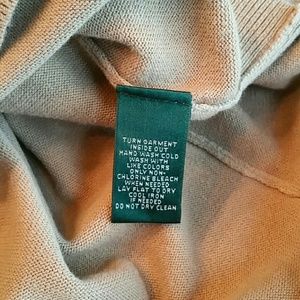 TURN GARMENT
INSIDE OUT
HAND WASH COLD
WASH WITH
LIKE COLORS
ONLY NON-
CHLORINE BLEACH
WHEN NEEDED
LAY FLAT TO DRY
COOL IRON
IF NEEDED
DO NOT DRY CLEAN